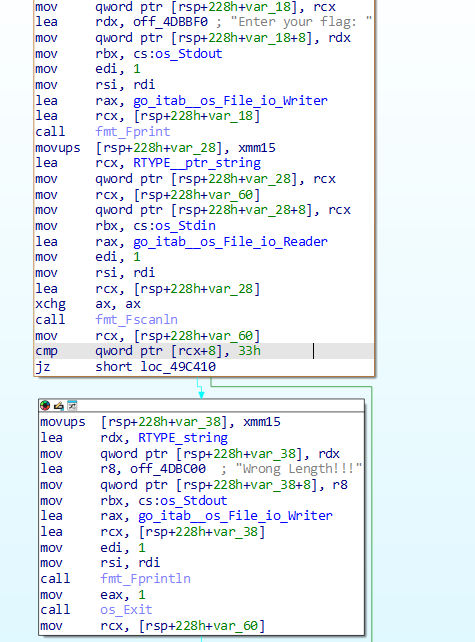 mov qword ptr [rsp+228h+var_18], rcx
lea rdx, off_4DBBF0 ; "Enter your flag: "
mov qword ptr [rsp+228h+var_18+8], rdx
mov rbx, cs:os_Stdout
mov edi, 1
mov rsi, rdi
lea rax, go_itab__os_File_io_Writer
lea rcx, [rsp+228h+var_18]
call fmt_Fprint
movups [rsp+228h+var_28], xmm15
lea rcx, RTYPE__ptr_string
mov qword ptr [rsp+228h+var_28], rcx
mov rcx, [rsp+228h+var_60]
mov qword ptr [rsp+228h+var_28+8], rcx
mov rbx, cs:os_Stdin
lea rax, go_itab__os_File_io_Reader
mov edi, 1
mov rsi, rdi
lea rcx, [rsp+228h+var_28]
xchg ax, ax
call fmt_Fscanln
mov rcx, [rsp+228h+var_60]
cmp qword ptr [rcx+8], 33h
jz short loc_49C410
movups [rsp+228h+var_38], xmm15
lea rdx, RTYPE_string
mov qword ptr [rsp+228h+var_38], rdx
lea r8, off_4DBC00 ; "Wrong Length!!!"
mov qword ptr [rsp+228h+var_38+8], r8
mov rbx, cs:os_Stdout
lea rax, go_itab__os_File_io_Writer
lea rcx, [rsp+228h+var_38]
mov edi, 1
mov rsi, rdi
call fmt_Fprintln
mov eax, 1
call os_Exit
mov rcx, [rsp+228h+var_60]